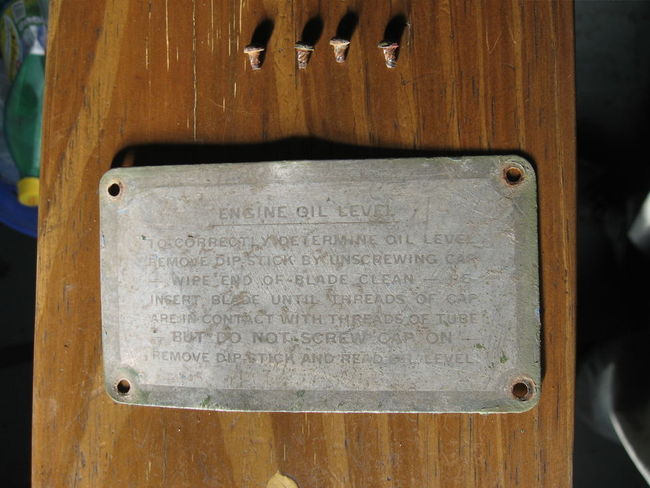 ENGINE OIL LEVEL
TO CORRECTLY DETERMINE OIL LEVEL
REMOVE DIP STICK BY UNSCREWING CAP
— WIPE END OF BLADE CLEAN — RE-
INSERT BLADE UNTIL THREADS OF CAP
ARE IN CONTACT WITH THREADS OF TUBE
BUT DO NOT SCREW CAP ON —
REMOVE DIP STICK AND READ OIL LEVEL